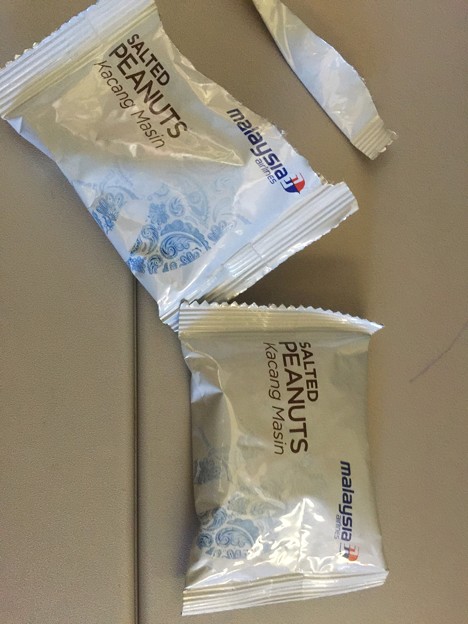 SALTED
PEANUTS
Kacang Masin
malaysia
airlines
SALTED
PEANUTS
Kacang Masin
malaysia
airlines